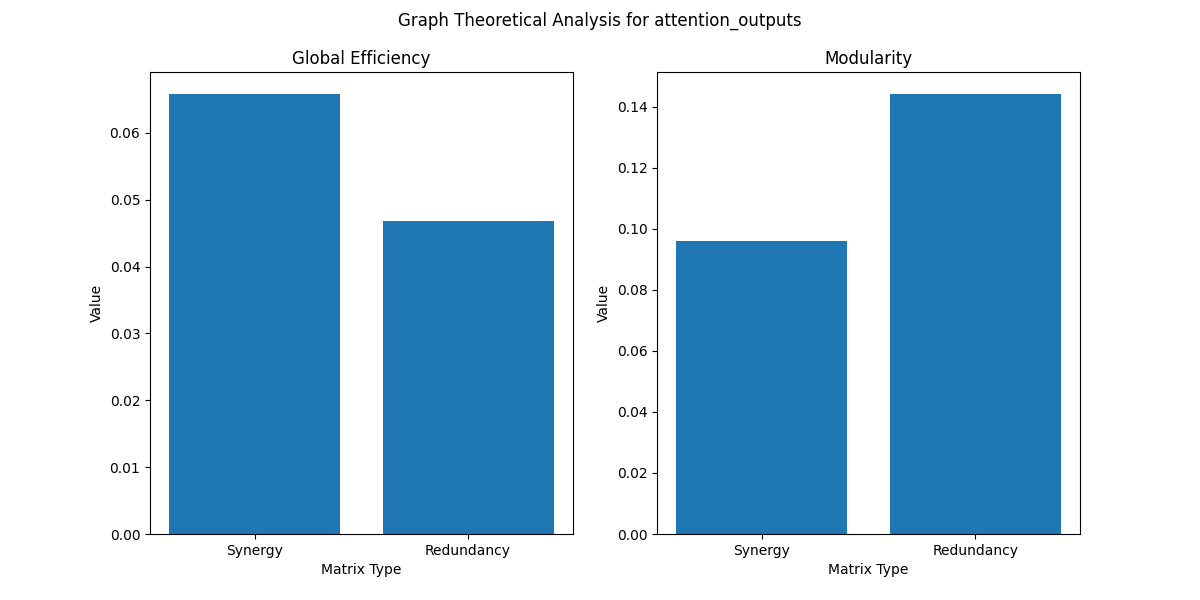 Graph Theoretical Analysis for attention_outputs
Global Efficiency
Value
0.06
0.05
0.04
0.03
0.02
0.01
0.00
Synergy
Redundancy
Matrix Type
Modularity
Value
0.14
0.12
0.10
0.08
0.06
0.04
0.02
0.00
Synergy
Redundancy
Matrix Type